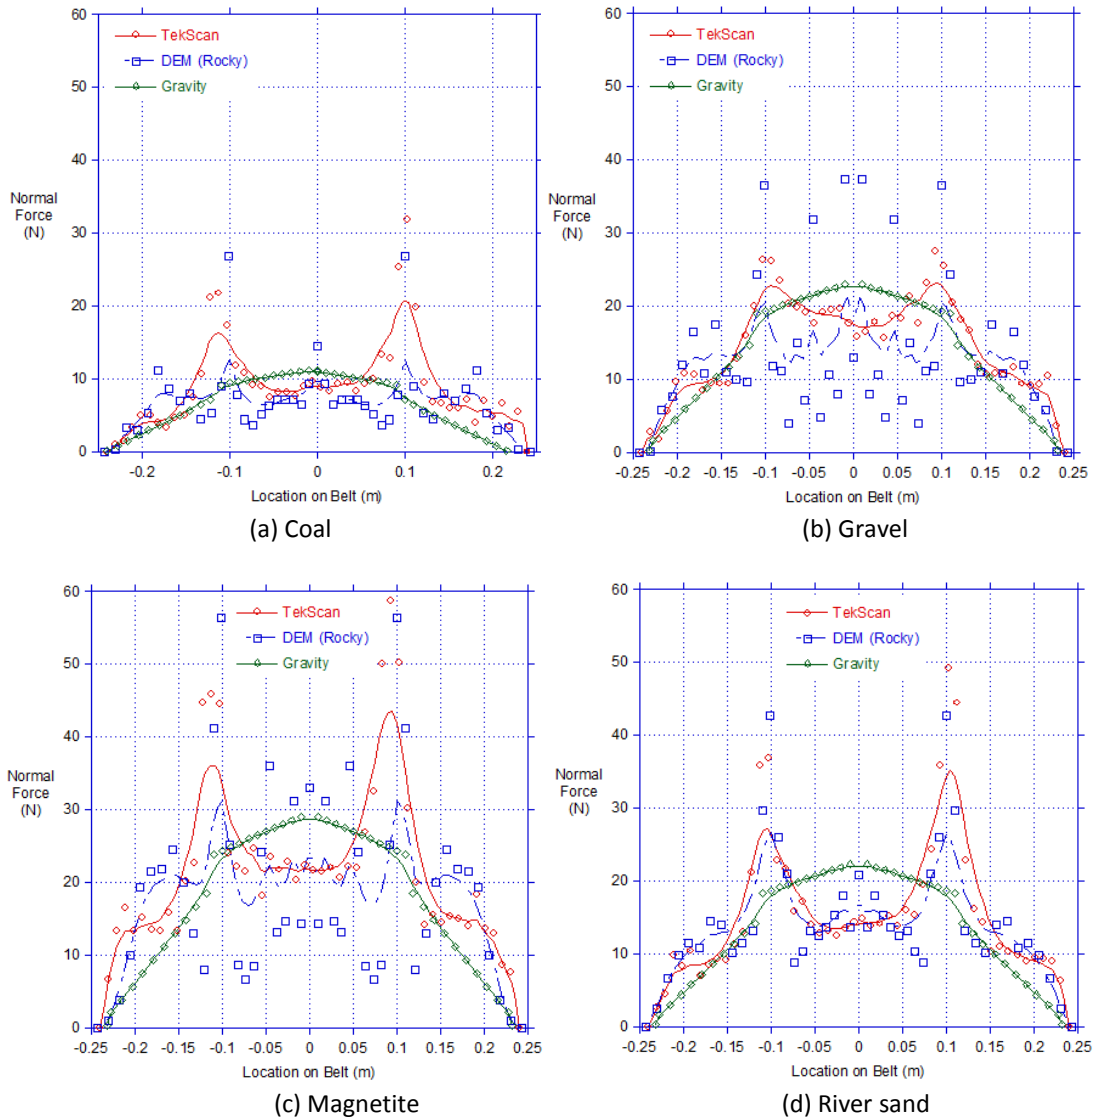 60
50
40
30
20
10
0
Normal
Force
(N)
TekScan
DEM (Rocky)
Gravity
-0.2 -0.1 0 0.1 0.2
Location on Belt (m)
(a) Coal
60
50
40
30
20
10
0
Normal
Force
(N)
TekScan
DEM (Rocky)
Gravity
-0.25 -0.2 -0.15 -0.1 -0.05 0 0.05 0.1 0.15 0.2 0.25
Location on Belt (m)
(b) Gravel
60
50
40
30
20
10
0
Normal
Force
(N)
TekScan
DEM (Rocky)
Gravity
-0.25 -0.2 -0.15 -0.1 -0.05 0 0.05 0.1 0.15 0.2 0.25
Location on Belt (m)
(c) Magnetite
60
50
40
30
20
10
0
Normal
Force
(N)
TekScan
DEM (Rocky)
Gravity
-0.25 -0.2 -0.15 -0.1 -0.05 0 0.05 0.1 0.15 0.2 0.25
Location on Belt (m)
(d) River sand